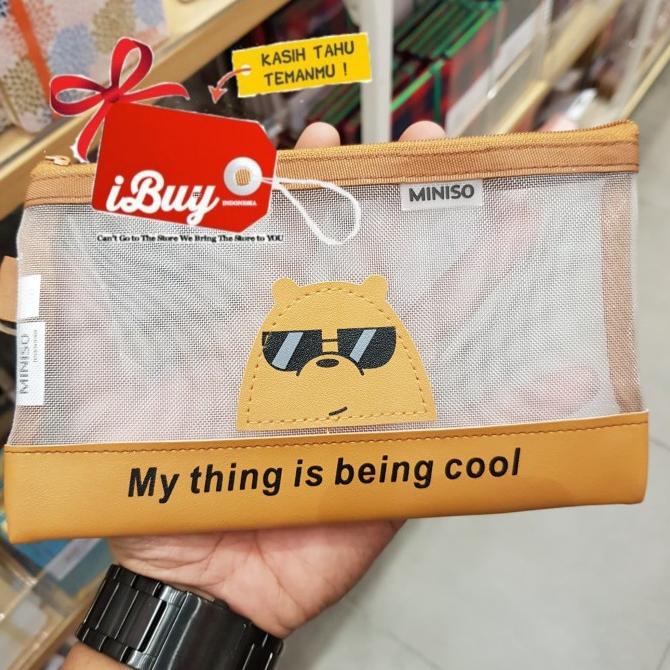 KASIH TAHU
TEMANMU !
iBuy
INDONESIA
Can't Go to The Store We Bring The Store to YOU
MINISO
MINISO
My thing is being cool